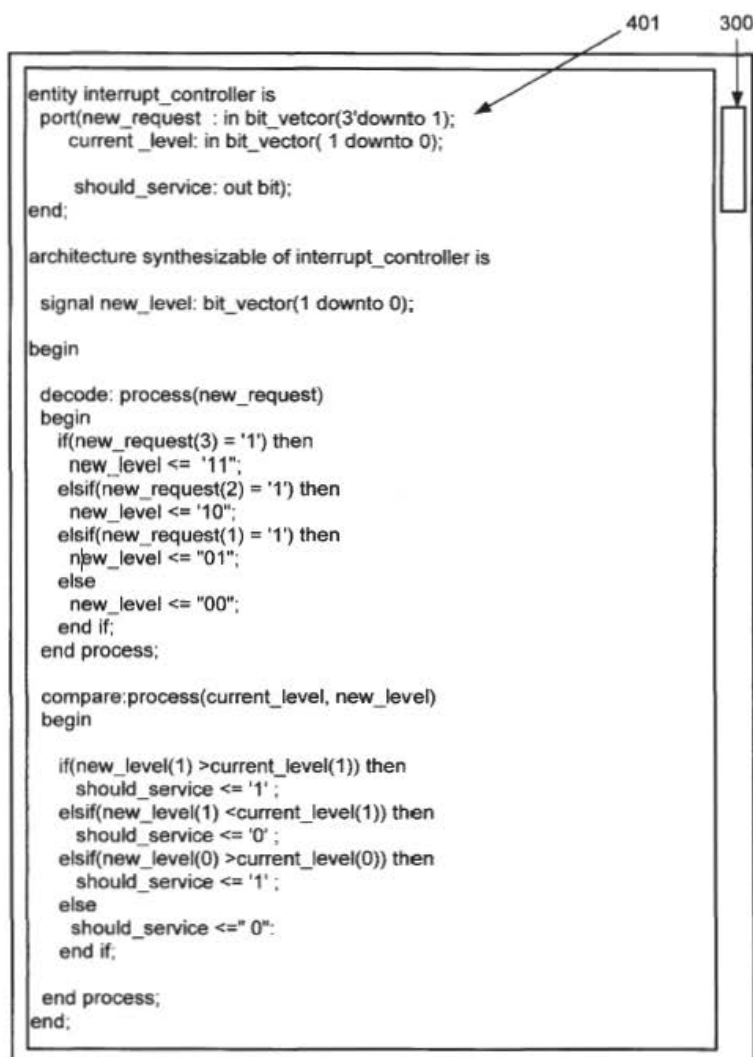 401 300
entity interrupt_controller is
port(new_request : in bit_vetcor(3'downto 1);
current _level: in bit_vector( 1 downto 0);
should_service: out bit);
end;
architecture synthesizable of interrupt_controller is
signal new_level: bit_vector(1 downto 0);
begin
decode: process(new_request)
begin
if(new_request(3) = '1') then
new_level <= '11";
elsif(new_request(2) = '1') then
new_level <= '10";
elsif(new_request(1) = '1') then
new_level <= "01";
else
new_level <= "00";
end if;
end process;
compare:process(current_level, new_level)
begin
if(new_level(1) >current_level(1)) then
should_service <= '1' ;
elsif(new_level(1) <current_level(1)) then
should_service <= '0' ;
elsif(new_level(0) >current_level(0)) then
should_service <= '1' ;
else
should_service <=" 0":
end if;
end process;
end;